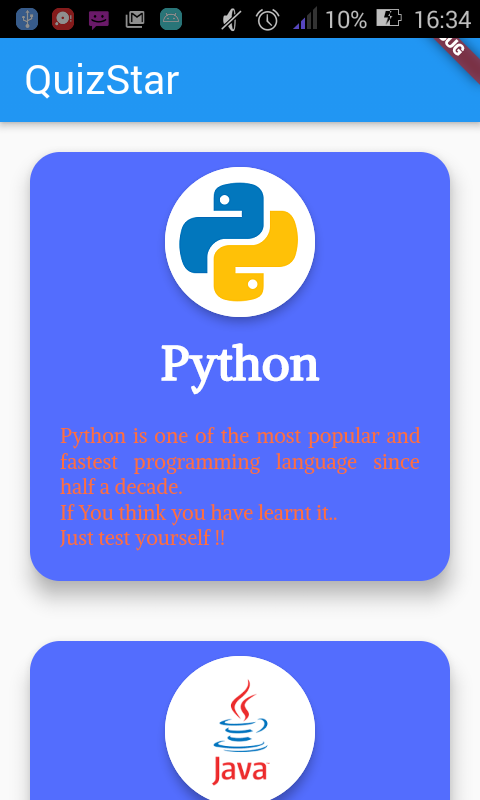 10% 16:34
QuizStar
Python
Python is one of the most popular and
fastest programming language since
half a decade.
If You think you have learnt it..
Just test yourself !!
Java